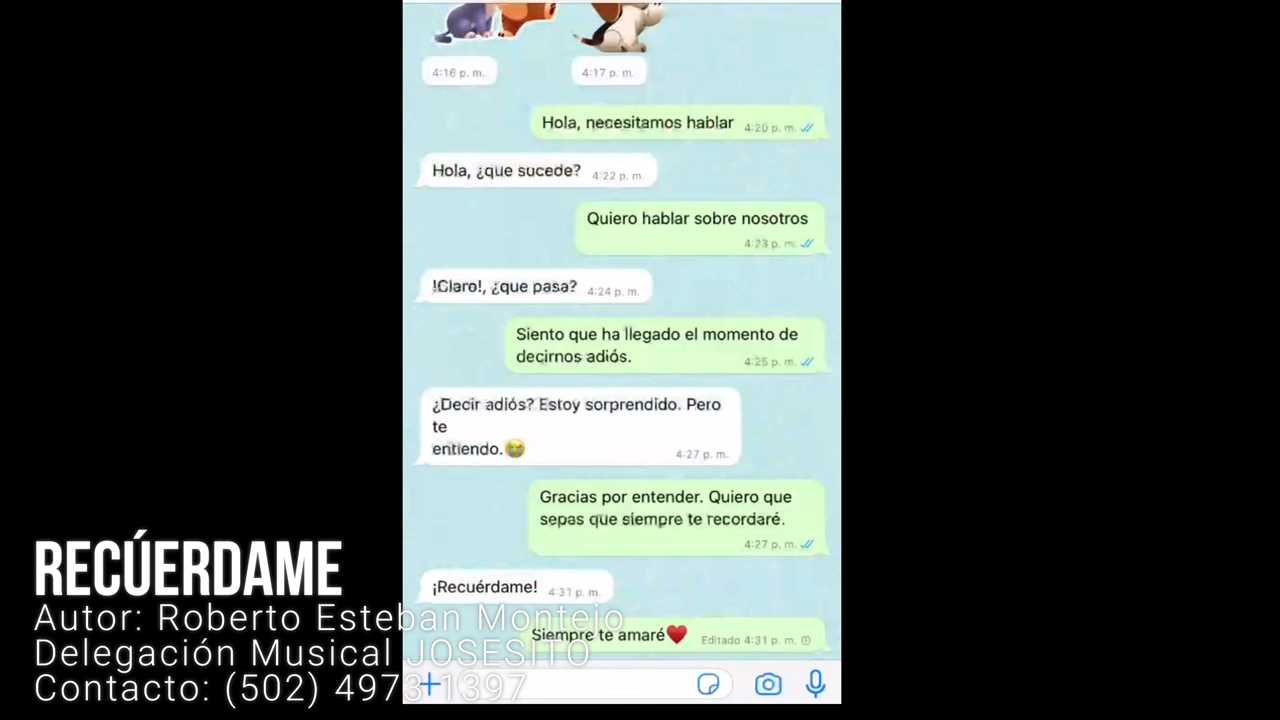 4:16 p. m.
4:17 p. m.
Hola, necesitamos hablar
4:20 p. m.
Hola, ¿que sucede?
4:22 p. m.
Quiero hablar sobre nosotros
4:23 p. m.
!Claro!, ¿que pasa?
4:24 p. m.
Siento que ha llegado el momento de
decirnos adiós.
4:25 p. m.
¿Decir adiós? Estoy sorprendido. Pero
te
entiendo.😭
4:27 p. m.
Gracias por entender. Quiero que
sepas que siempre te recordaré.
4:27 p. m.
¡Recuérdame!
4:31 p. m.
Siempre te amaré❤️
Editado 4:31 p. m.
RECÚERDAME
Autor: Roberto Esteban Montejo
Delegación Musical JOSESITO
Contacto: (502) 4973 1397